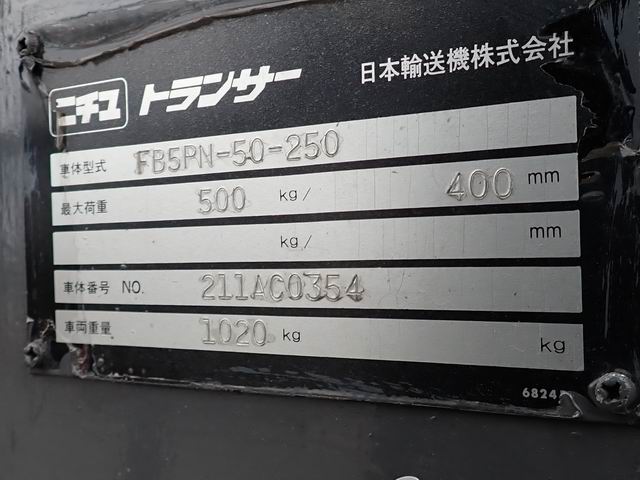 ニチユ トランサー 日本輸送機株式会社
車体型式 FB5PN-50-250
最大荷重 500 kg/ 400 mm
kg/ mm
車体番号 NO. 211AC0354
車両重量 1020 kg kg
6824